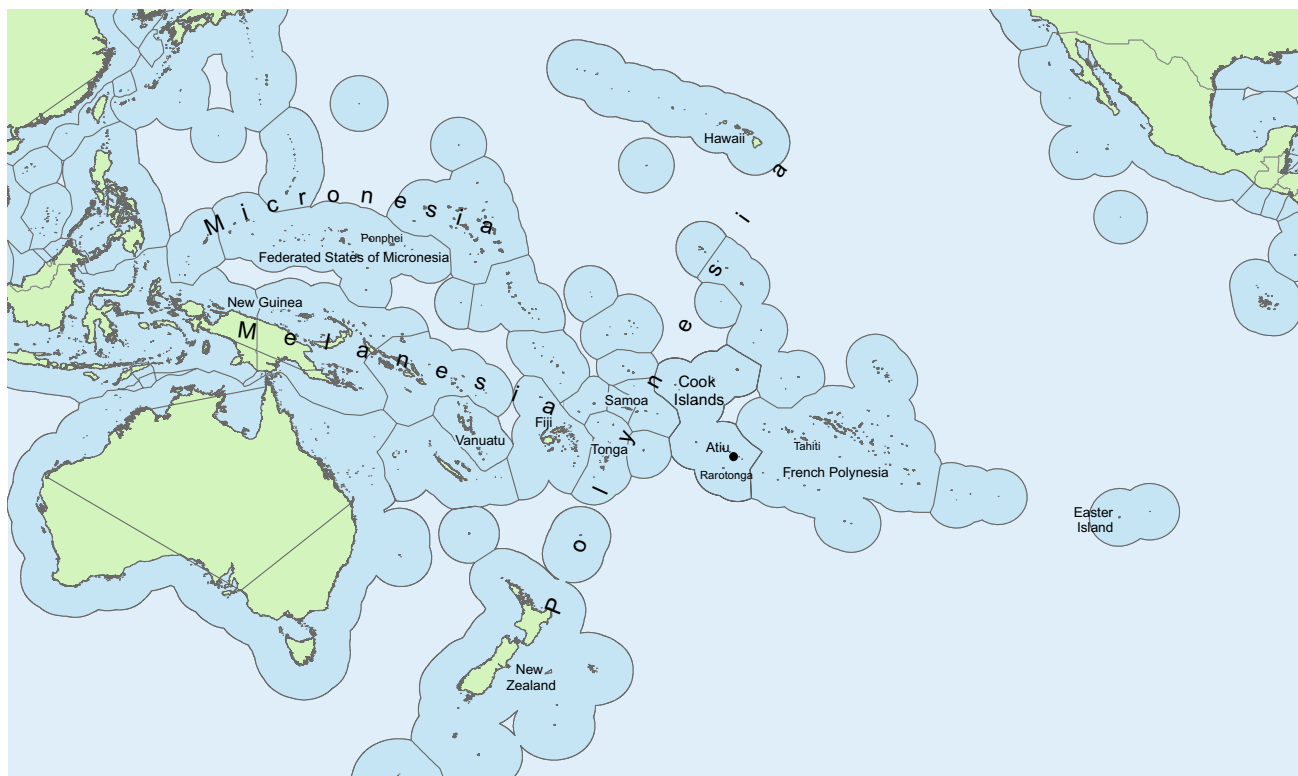 Hawaii
Micronesia
Ponphei
Federated States of Micronesia
New Guinea
Melanesia
Polynesia
Cook
Islands
Samoa
Fiji
Vanuatu
Tonga
Atiu
Tahiti
Rarotonga
French Polynesia
Easter
Island
New
Zealand